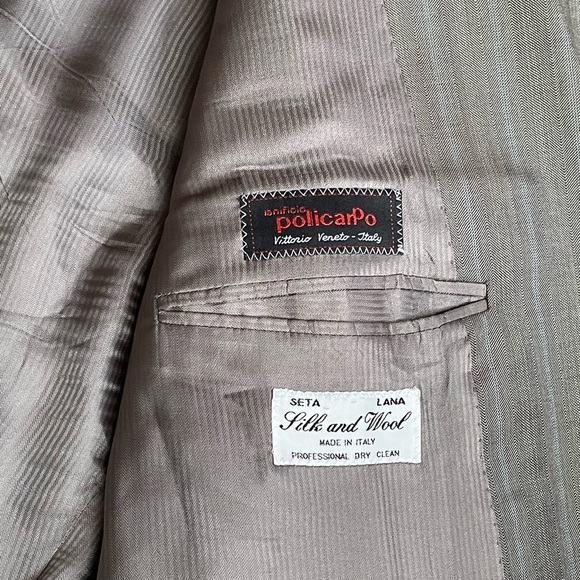 lanificio
policarPo
Vittorio Veneto - Italy
SETA LANA
Silk and Wool
MADE IN ITALY
PROFESSIONAL DRY CLEAN